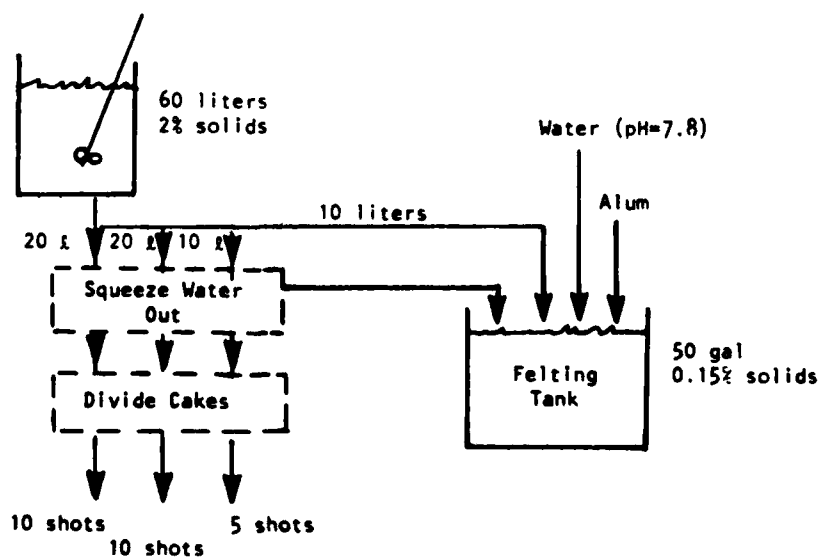 60 liters
2% solids
Water (pH=7.8)
Alum
10 liters
20 ℓ 20 ℓ 10 ℓ
Squeeze Water
Out
Felting
Tank
50 gal
0.15% solids
Divide Cakes
10 shots
10 shots
5 shots